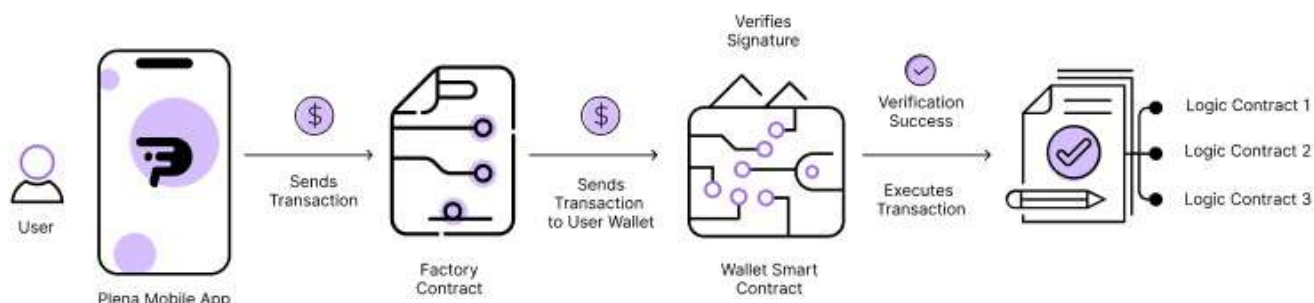 User
Plena Mobile App
$
Sends
Transaction
Factory
Contract
$
Sends
Transaction
to User Wallet
Verifies
Signature
Wallet Smart
Contract
Verification
Success
Executes
Transaction
Logic Contract 1
Logic Contract 2
Logic Contract 3